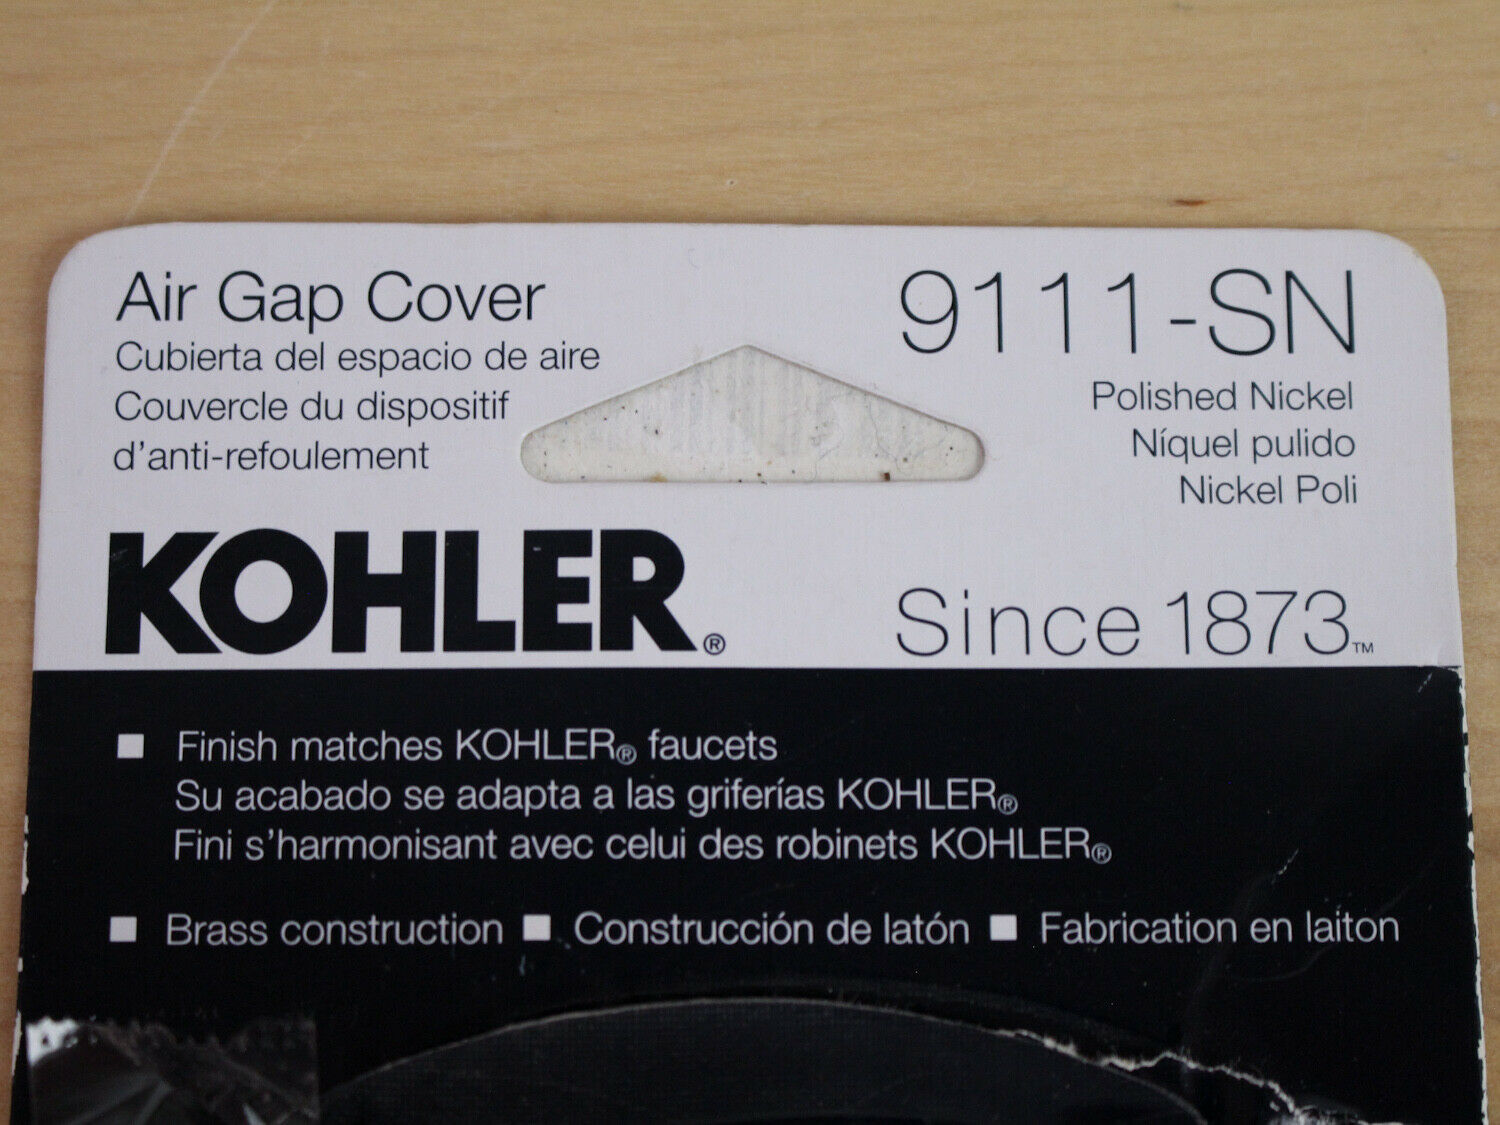 Air Gap Cover
Cubierta del espacio de aire
Couvercle du dispositif
d'anti-refoulement
9111-SN
Polished Nickel
Níquel pulido
Nickel Poli
KOHLER®
Since 1873™
■ Finish matches KOHLER® faucets
Su acabado se adapta a las griferías KOHLER®
Fini s'harmonisant avec celui des robinets KOHLER®
■ Brass construction ■ Construcción de latón ■ Fabrication en laiton